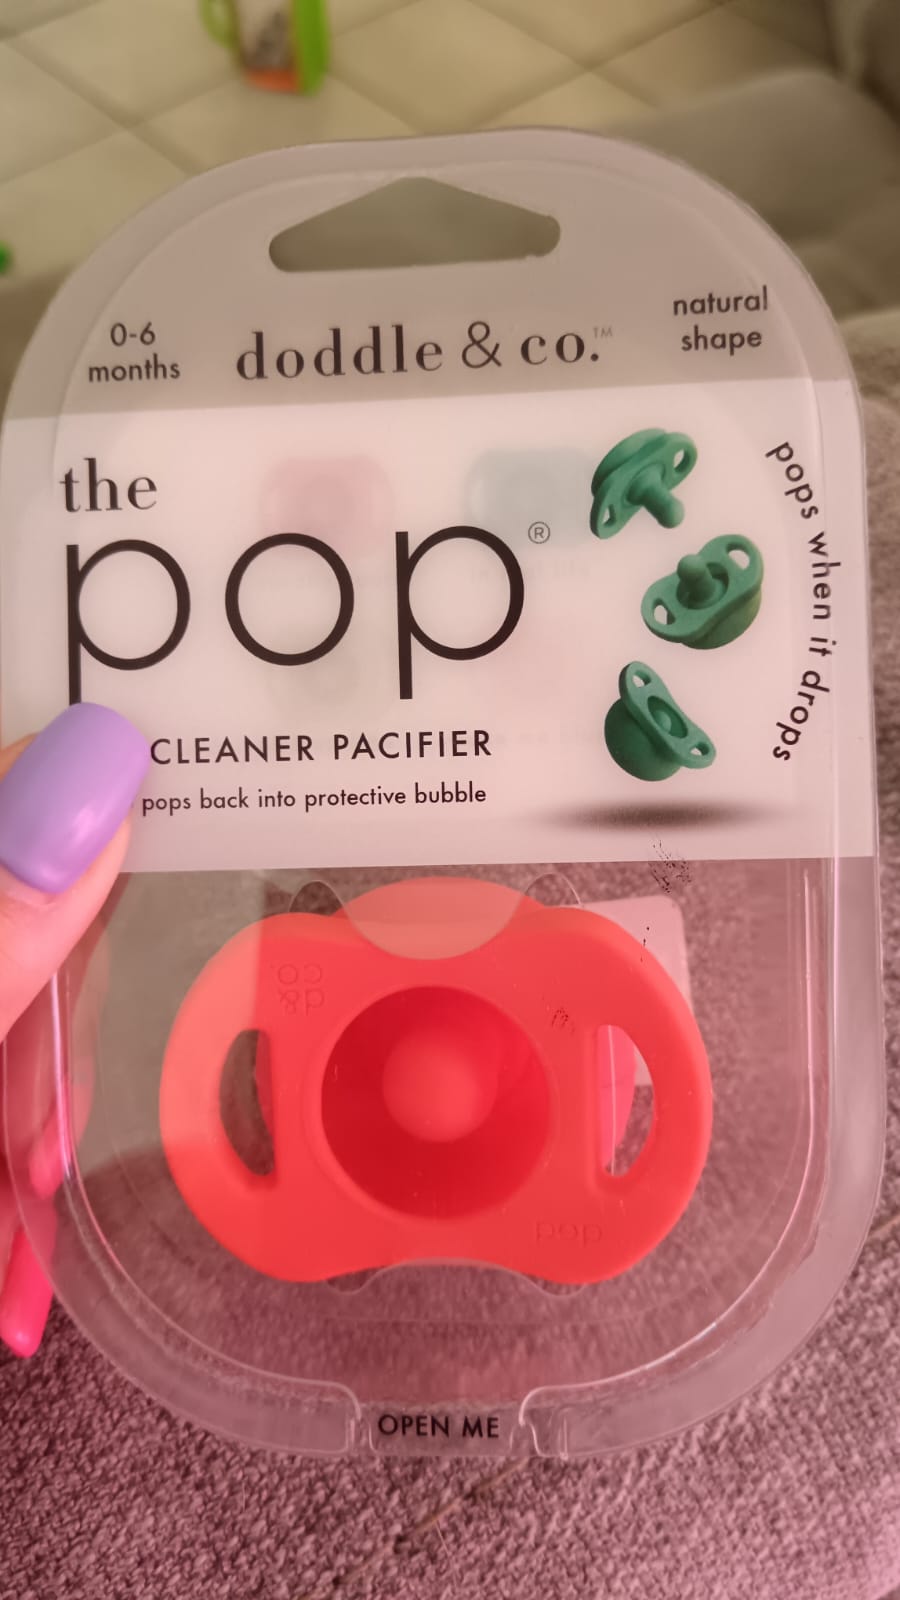 0-6
months
doddle & co.™
natural
shape
the
pop®
pops when it drops
CLEANER PACIFIER
pops back into protective bubble
d&
co.
pop
OPEN ME